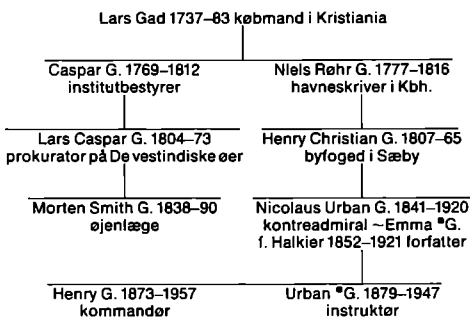 Lars Gad 1737–83 købmand i Kristiania
Caspar G. 1769–1812
institutbestyrer
Niels Røhr G. 1777–1816
havneskriver i Kbh.
Lars Caspar G. 1804–73
prokurator på De vestindiske øer
Henry Christian G. 1807–65
byfoged i Sæby
Morten Smith G. 1838–90
øjenlæge
Nicolaus Urban G. 1841–1920
kontreadmiral ~Emma *G.
f. Halkier 1852–1921 forfatter
Henry G. 1873–1957
kommandør
Urban *G. 1879–1947
instruktør